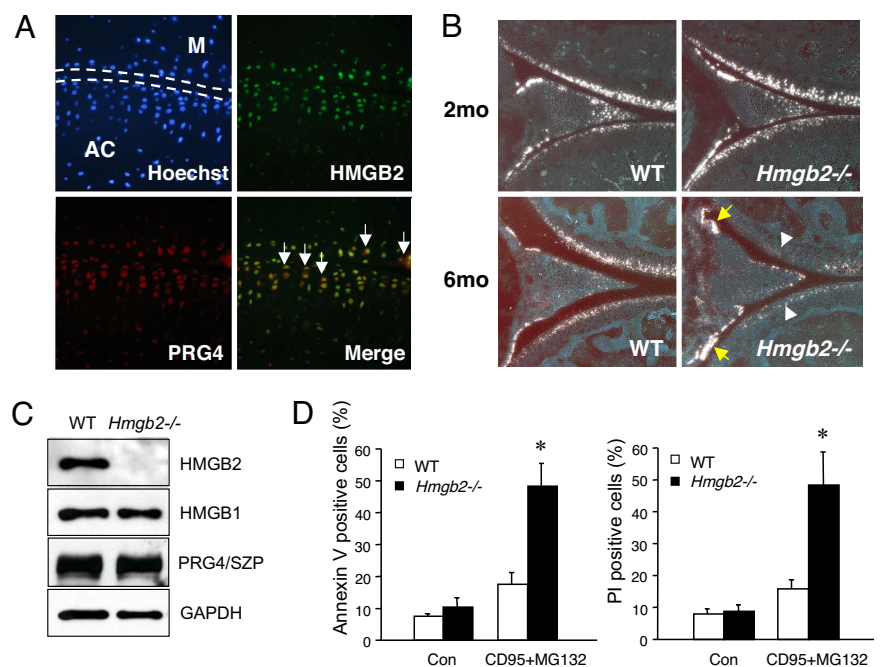 A
M
AC
Hoechst
HMGB2
PRG4
Merge
B
2mo
WT
Hmgb2-/-
6mo
WT
Hmgb2-/-
C
WT Hmgb2-/-
HMGB2
HMGB1
PRG4/SZP
GAPDH
D
Annexin V positive cells (%)
60
50
40
30
20
10
0
WT
Hmgb2-/-
*
Con CD95+MG132
PI positive cells (%)
60
50
40
30
20
10
0
WT
Hmgb2-/-
*
Con CD95+MG132